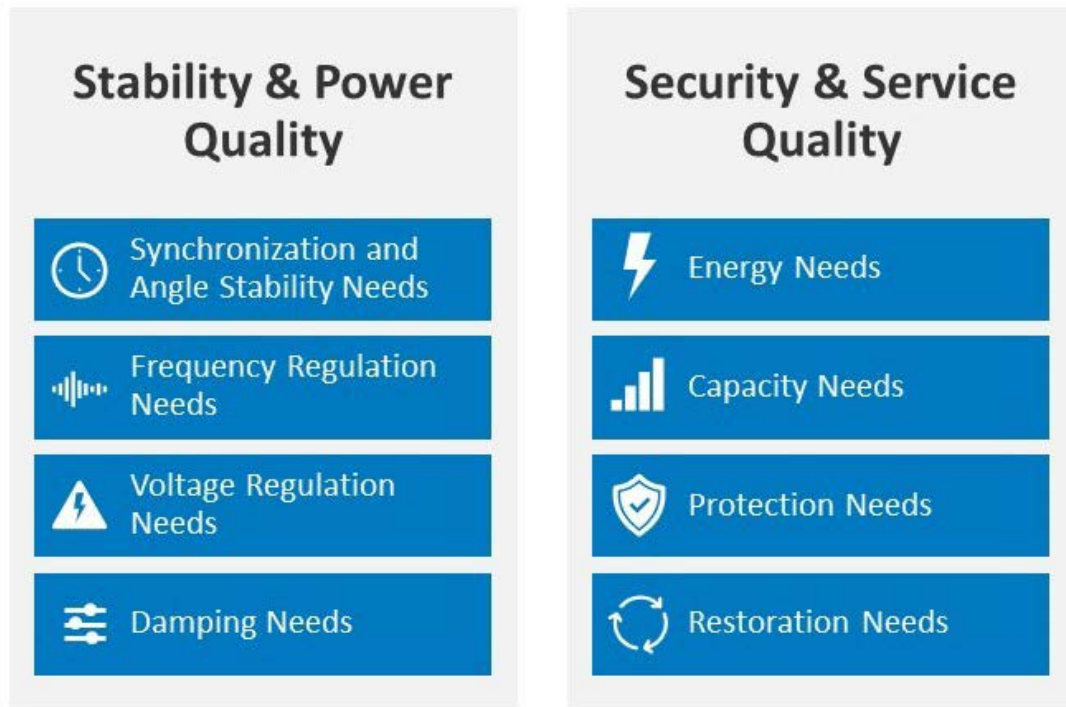 Stability & Power
Quality
Synchronization and
Angle Stability Needs
Frequency Regulation
Needs
Voltage Regulation
Needs
Damping Needs
Security & Service
Quality
Energy Needs
Capacity Needs
Protection Needs
Restoration Needs